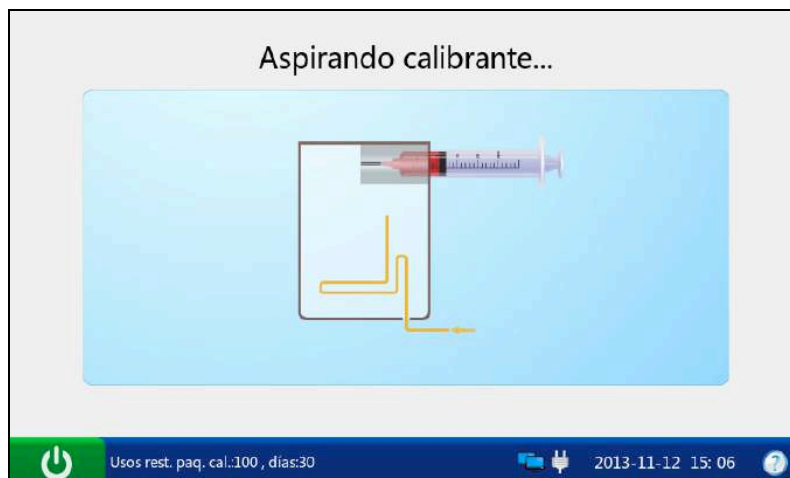 Aspirando calibrante...
Usos rest. paq. cal.:100 , días:30
2013-11-12 15: 06
?